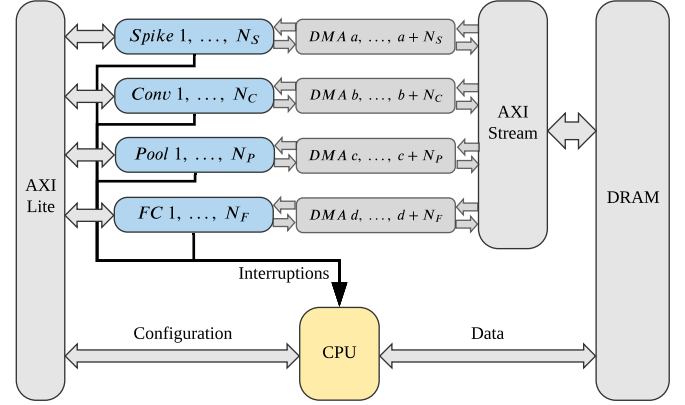 AXI
Lite
Spike 1, …, N_S
DMA a, …, a + N_S
Conv 1, …, N_C
DMA b, …, b + N_C
Pool 1, …, N_P
DMA c, …, c + N_P
FC 1, …, N_F
DMA d, …, d + N_F
AXI
Stream
DRAM
Interruptions
Configuration
CPU
Data